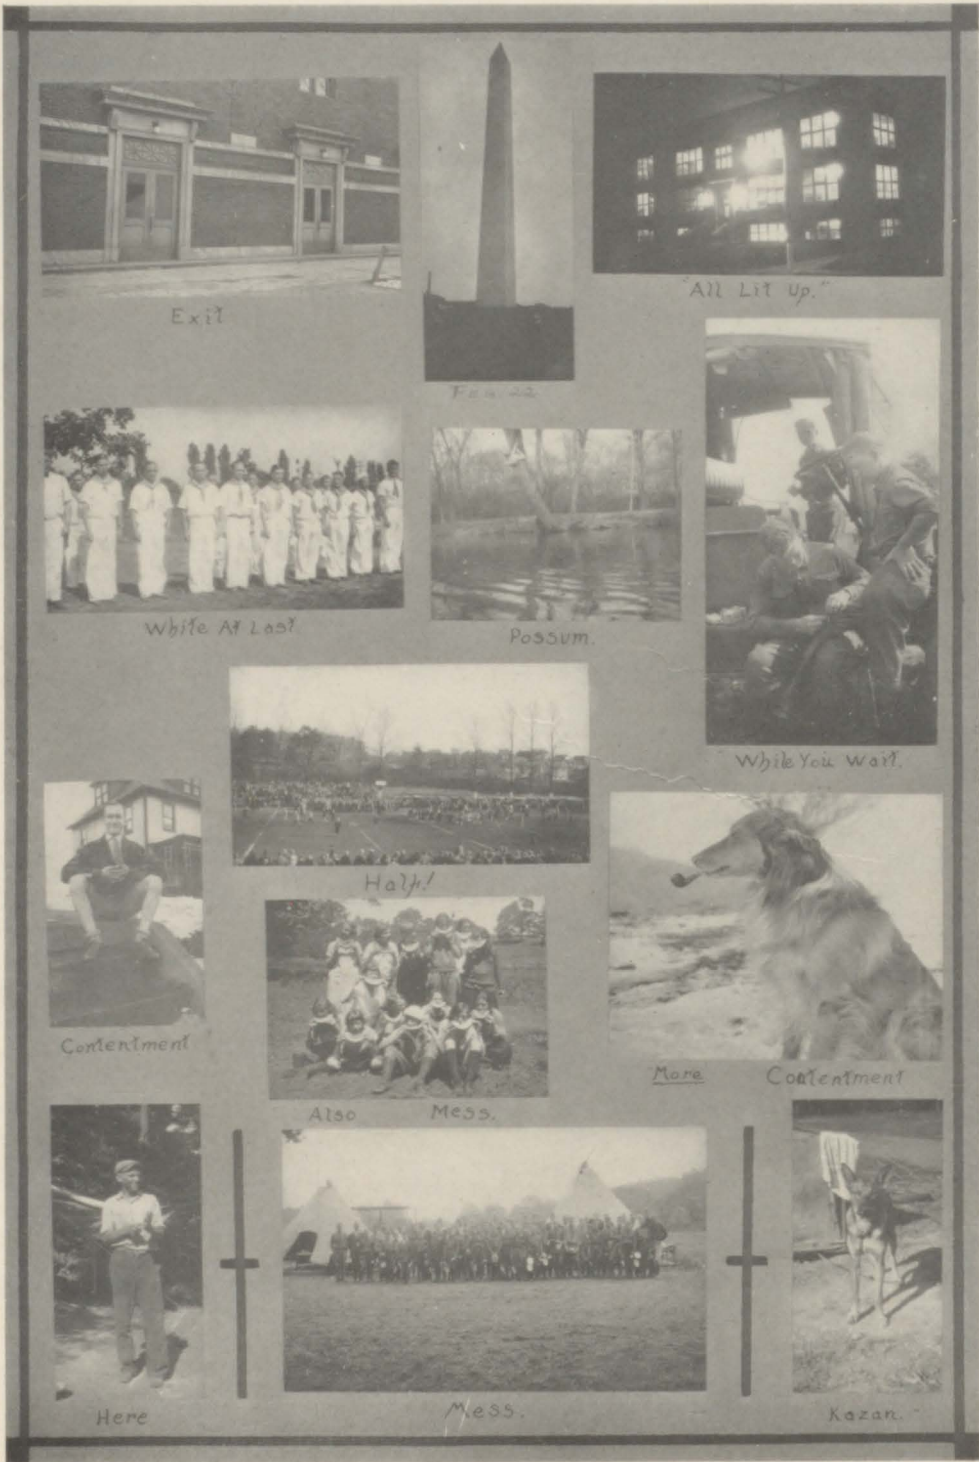 Exit
Feb 22
"All Lit Up."
White At Last.
Possum.
While You Wait.
Half!
Contentment
Also Mess.
More Contentment
Here
Mess.
Kazan.